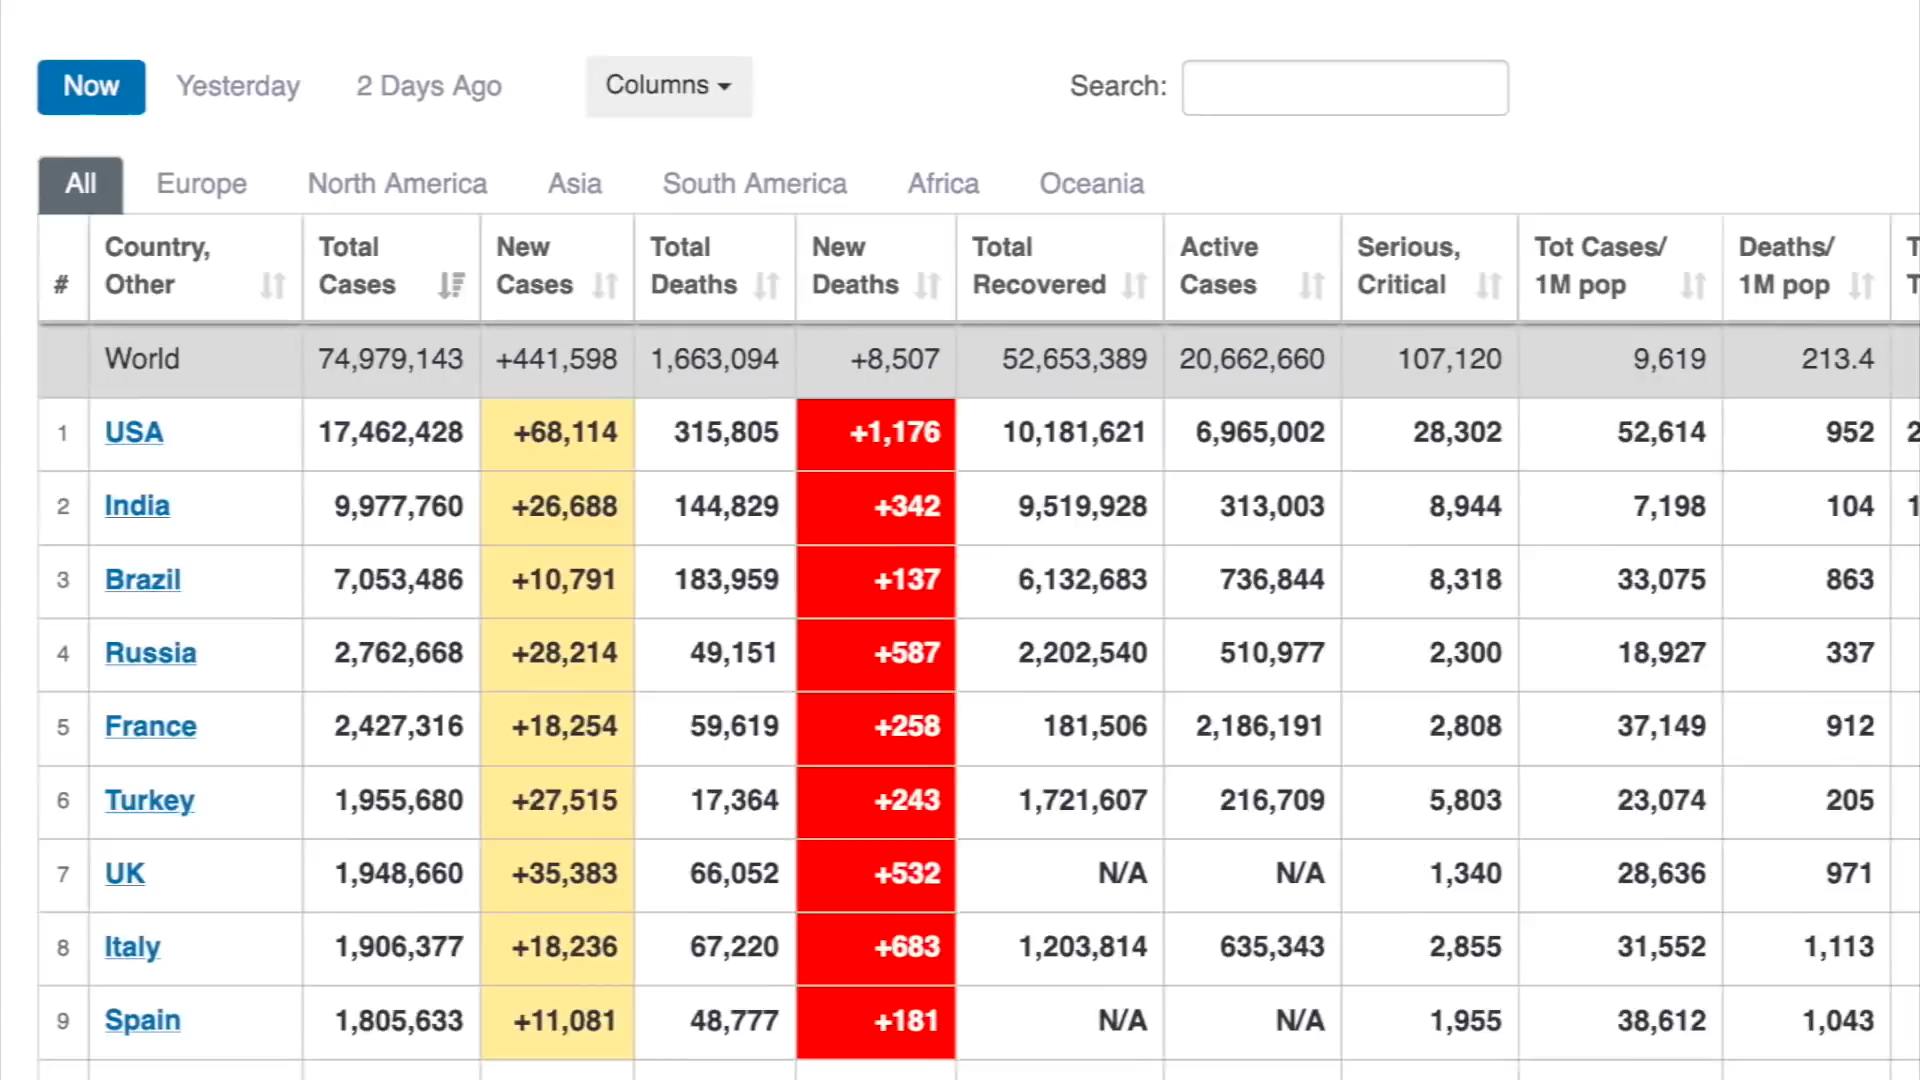 Now Yesterday 2 Days Ago Columns Search:
All Europe North America Asia South America Africa Oceania
# Country, Other Total Cases New Cases Total Deaths New Deaths Total Recovered Active Cases Serious, Critical Tot Cases/ 1M pop Deaths/ 1M pop
World 74,979,143 +441,598 1,663,094 +8,507 52,653,389 20,662,660 107,120 9,619 213.4
1 USA 17,462,428 +68,114 315,805 +1,176 10,181,621 6,965,002 28,302 52,614 952
2 India 9,977,760 +26,688 144,829 +342 9,519,928 313,003 8,944 7,198 104
3 Brazil 7,053,486 +10,791 183,959 +137 6,132,683 736,844 8,318 33,075 863
4 Russia 2,762,668 +28,214 49,151 +587 2,202,540 510,977 2,300 18,927 337
5 France 2,427,316 +18,254 59,619 +258 181,506 2,186,191 2,808 37,149 912
6 Turkey 1,955,680 +27,515 17,364 +243 1,721,607 216,709 5,803 23,074 205
7 UK 1,948,660 +35,383 66,052 +532 N/A N/A 1,340 28,636 971
8 Italy 1,906,377 +18,236 67,220 +683 1,203,814 635,343 2,855 31,552 1,113
9 Spain 1,805,633 +11,081 48,777 +181 N/A N/A 1,955 38,612 1,043